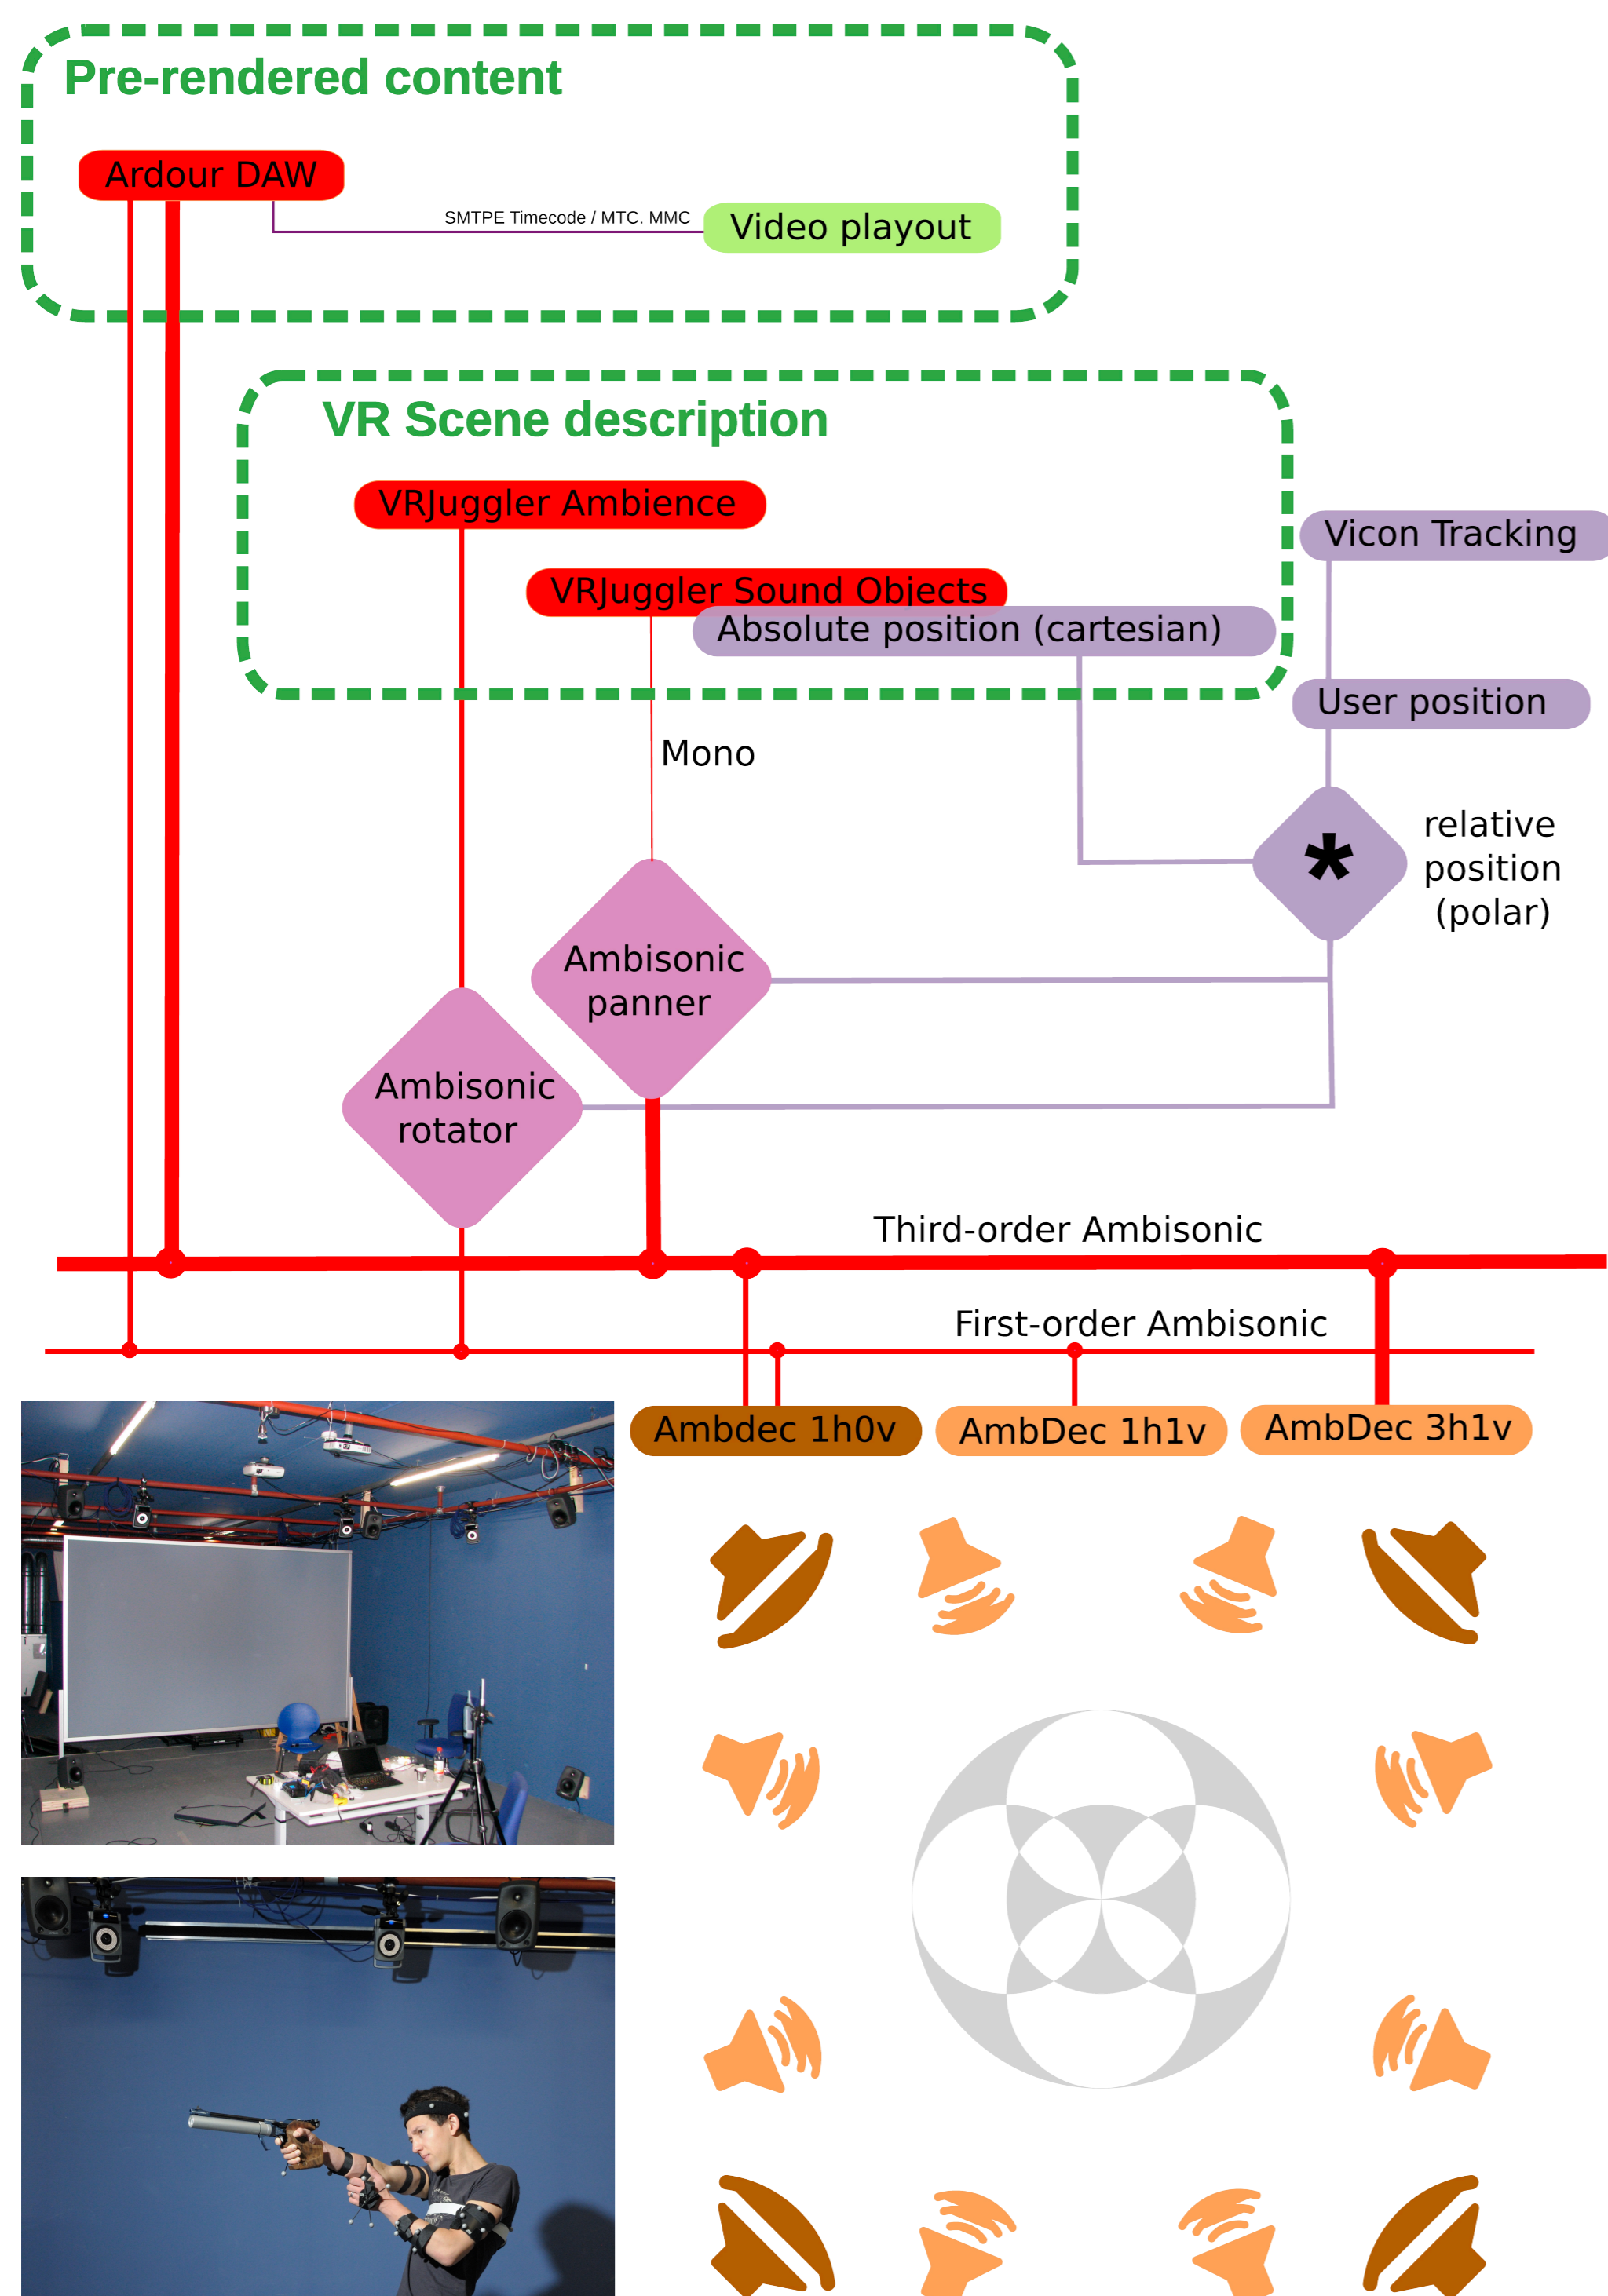 Pre-rendered content
Ardour DAW
SMTPE Timecode / MTC. MMC
Video playout
VR Scene description
VRJuggler Ambience
Vicon Tracking
VRJuggler Sound Objects
Absolute position (cartesian)
User position
Mono
relative
position
(polar)
*
Ambisonic
panner
Ambisonic
rotator
Third-order Ambisonic
First-order Ambisonic
Ambdec 1h0v
AmbDec 1h1v
AmbDec 3h1v